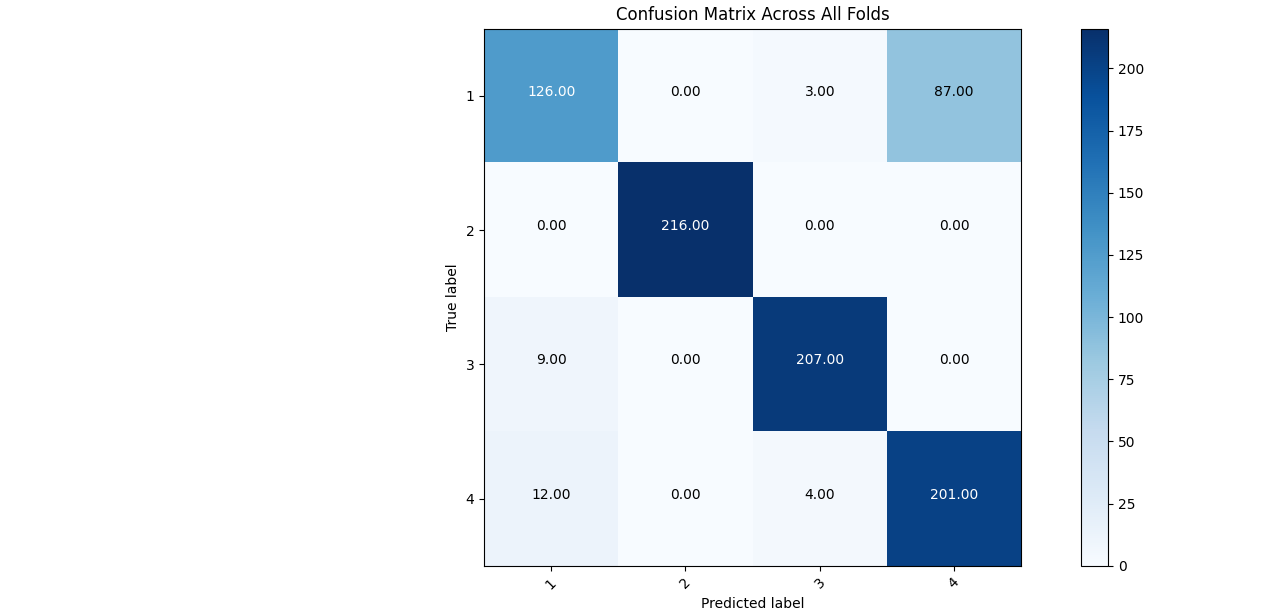 Confusion Matrix Across All Folds
1 126.00 0.00 3.00 87.00
2 0.00 216.00 0.00 0.00
3 9.00 0.00 207.00 0.00
4 12.00 0.00 4.00 201.00
1 2 3 4
True label
Predicted label
200
175
150
125
100
75
50
25
0